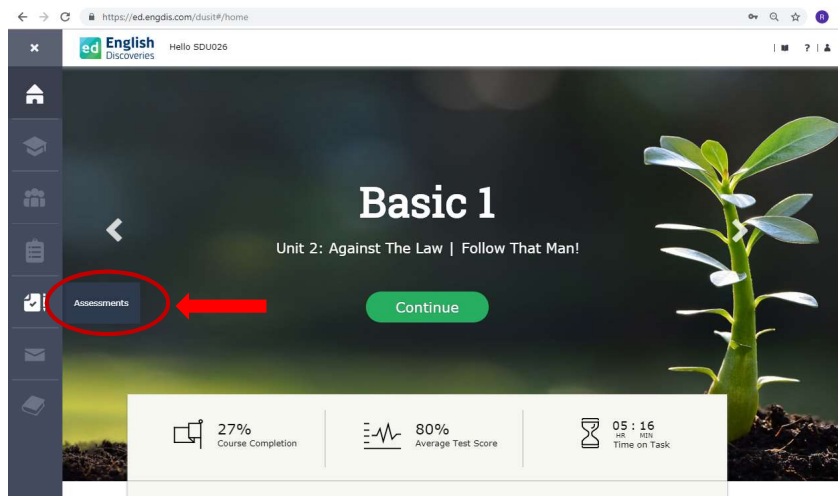 https://ed.engdis.com/dusit#/home
R
ed English Discoveries
Hello SDU026
?
Basic 1
Unit 2: Against The Law | Follow That Man!
Assessments
Continue
27%
Course Completion
80%
Average Test Score
05 : 16
HR MIN
Time on Task